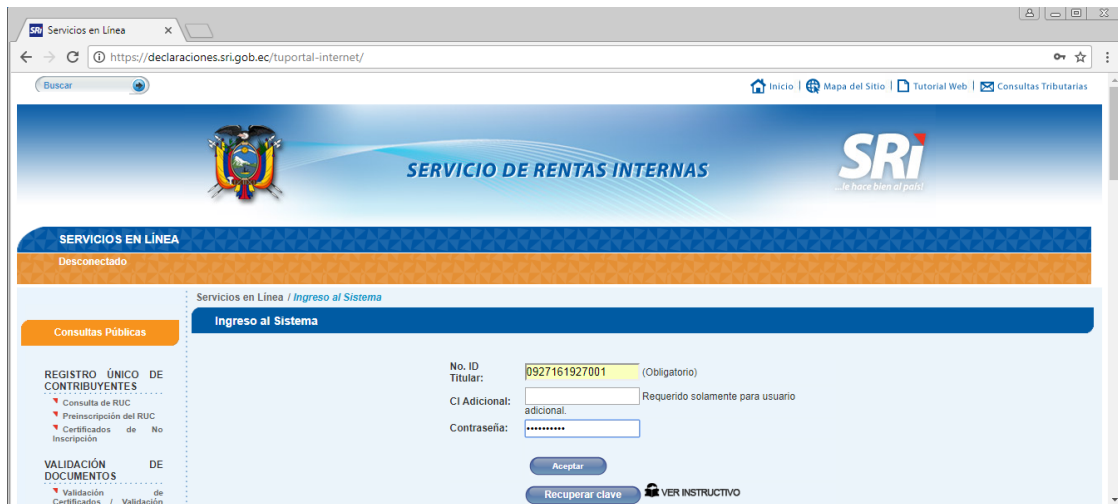 SRi Servicios en Línea
https://declaraciones.sri.gob.ec/tuportal-internet/
Buscar
Inicio | Mapa del Sitio | Tutorial Web | Consultas Tributarias
SERVICIO DE RENTAS INTERNAS
SRi
...le hace bien al país!
SERVICIOS EN LÍNEA
Desconectado
Servicios en Línea / Ingreso al Sistema
Ingreso al Sistema
Consultas Públicas
REGISTRO ÚNICO DE
CONTRIBUYENTES
Consulta de RUC
Preinscripción del RUC
Certificados de No
Inscripción
VALIDACIÓN DE
DOCUMENTOS
Validación de
Certificados / Validación
No. ID
Titular:
0927161927001 (Obligatorio)
CI Adicional:
Requerido solamente para usuario
adicional.
Contraseña: ••••••••••
Aceptar
Recuperar clave VER INSTRUCTIVO